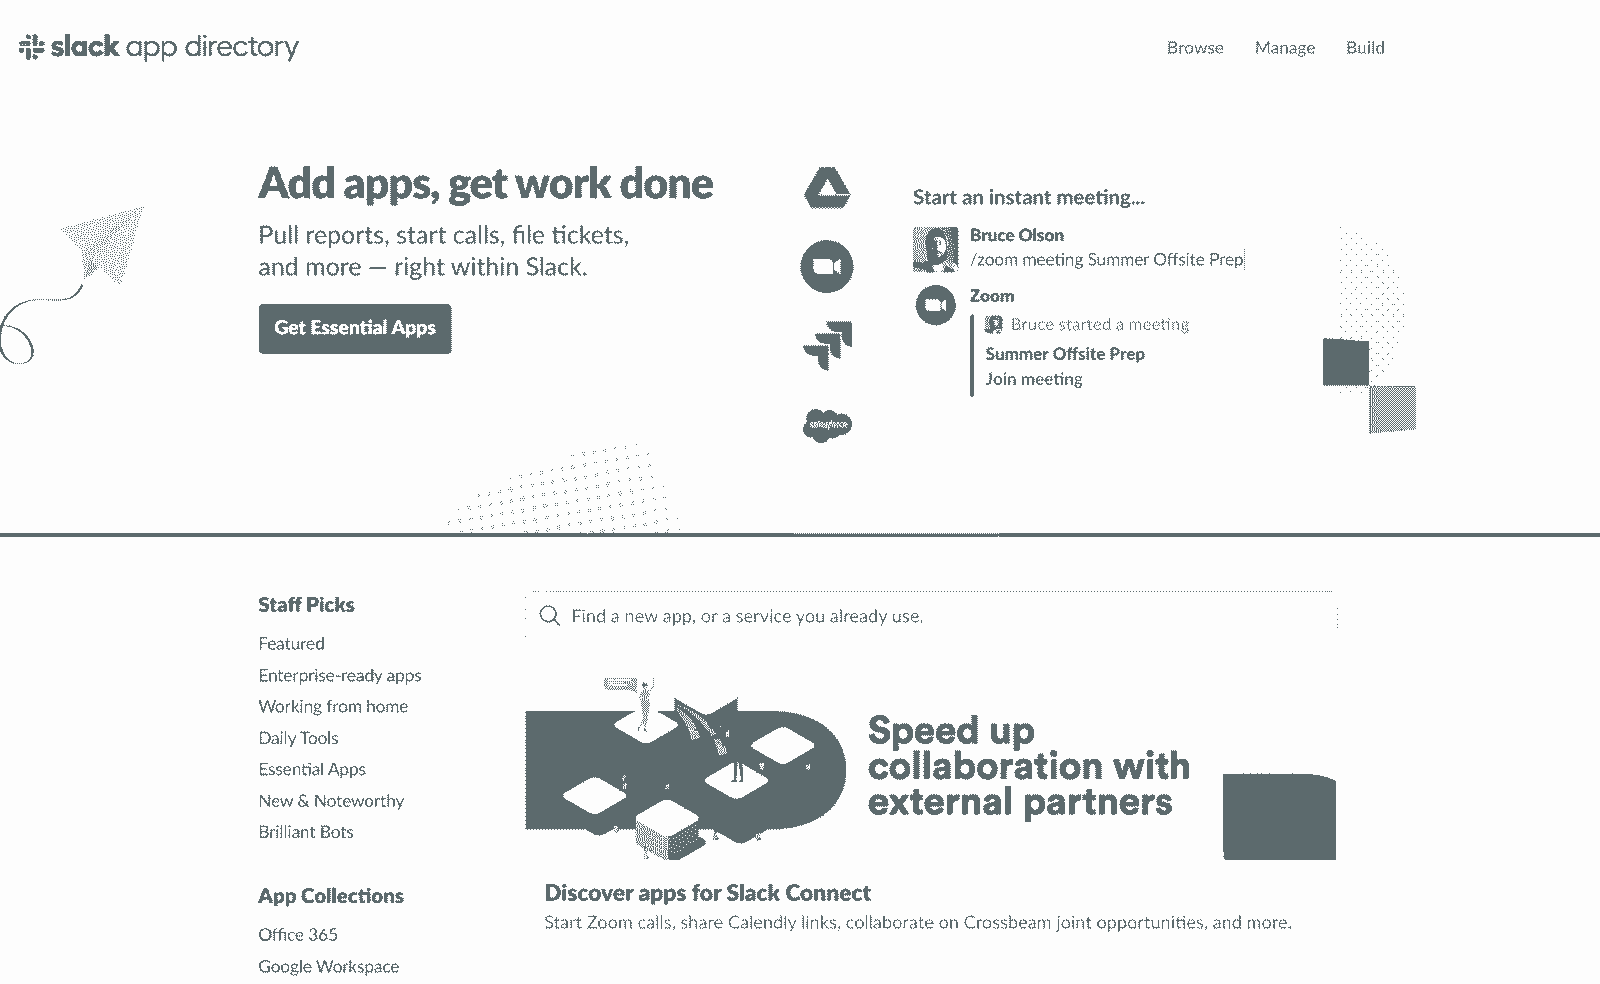 slack app directory
Browse Manage Build
Add apps, get work done
Pull reports, start calls, file tickets,
and more — right within Slack.
Get Essential Apps
Start an instant meeting...
Bruce Olson
/zoom meeting Summer Offsite Prep
Zoom
Bruce started a meeting
Summer Offsite Prep
Join meeting
salesforce
Staff Picks
Featured
Enterprise-ready apps
Working from home
Daily Tools
Essential Apps
New & Noteworthy
Brilliant Bots
App Collections
Office 365
Google Workspace
Find a new app, or a service you already use.
Speed up
collaboration with
external partners
Discover apps for Slack Connect
Start Zoom calls, share Calendly links, collaborate on Crossbeam joint opportunities, and more.